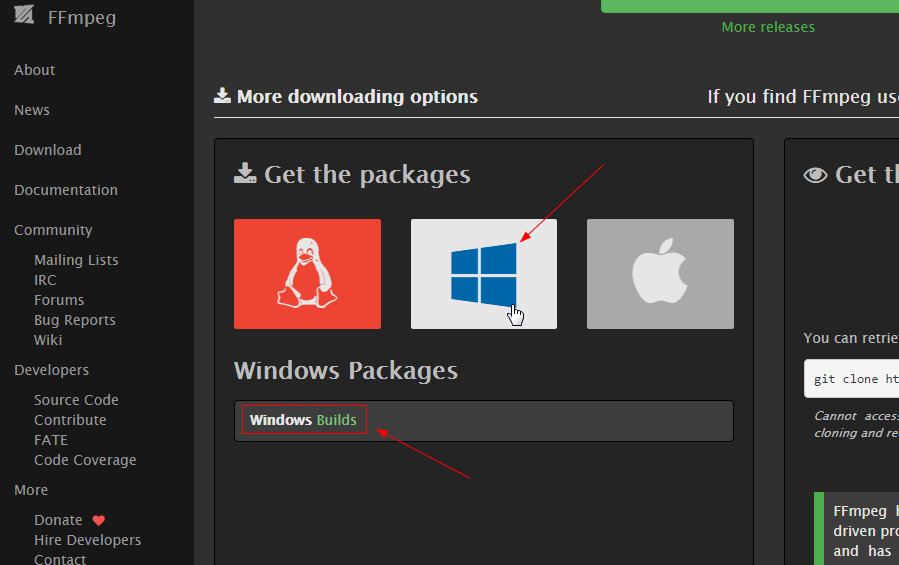 FFmpeg
About
News
Download
Documentation
Community
Mailing Lists
IRC
Forums
Bug Reports
Wiki
Developers
Source Code
Contribute
FATE
Code Coverage
More
Donate
Hire Developers
Contact
More releases
More downloading options
If you find FFmpeg use
Get the packages
Windows Packages
Windows Builds
Get th
You can retrie
git clone ht
Cannot access
cloning and re
FFmpeg h
driven pro
and has